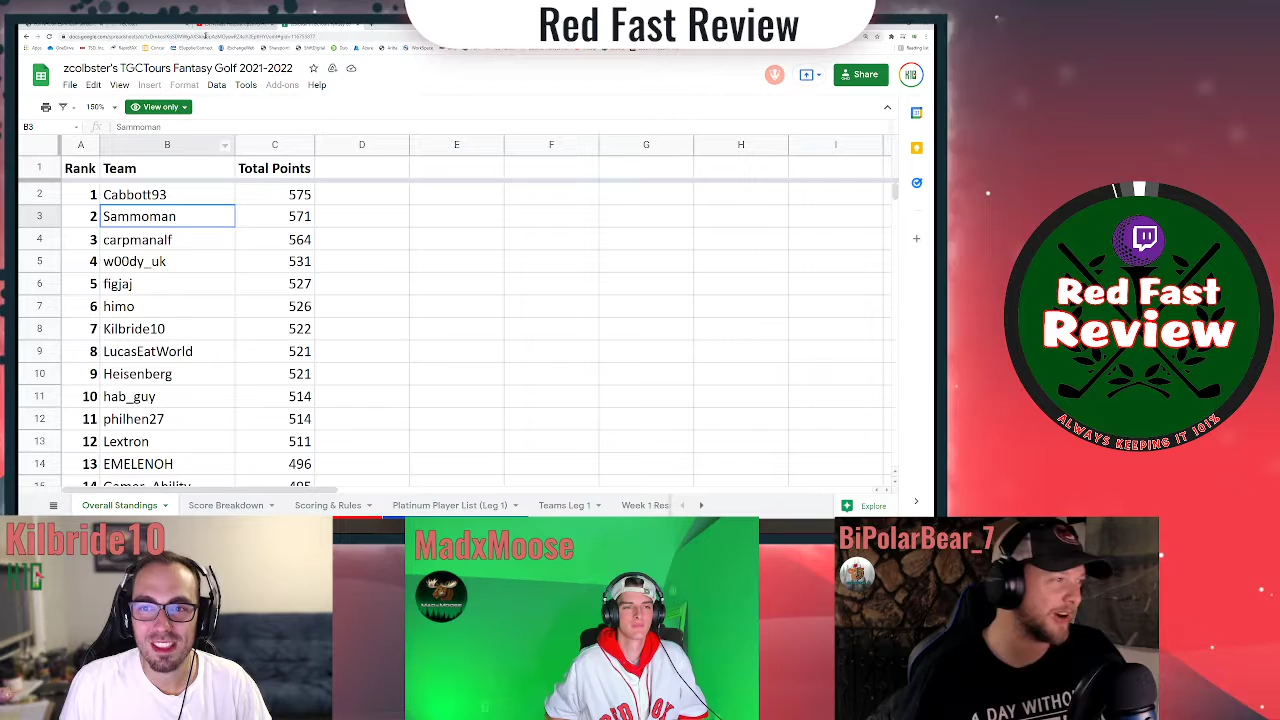 Red Fast Review
zcolbster's TGCTours Fantasy Golf 2021-2022
File Edit View Insert Format Data Tools Add-ons Help
Share
150%
View only
B3
Sammoman
A B C D E F G H I
1 Rank Team Total Points
2 1 Cabbott93 575
3 2 Sammoman 571
4 3 carpmanalf 564
5 4 w00dy_uk 531
6 5 figjaj 527
7 6 himo 526
8 7 Kilbride10 522
9 8 LucasEatWorld 521
10 9 Heisenberg 521
11 10 hab_guy 514
12 11 philhen27 514
13 12 Lextron 511
14 13 EMELENOH 496
Overall Standings Score Breakdown Scoring & Rules Platinum Player List (Leg 1) Teams Leg 1 Week 1 Res
Explore
Red Fast
Review
ALWAYS KEEPING IT 101%
Kilbride10
MadxMoose
MADXMOOSE
BiPolarBear_7
A DAY WITHOU